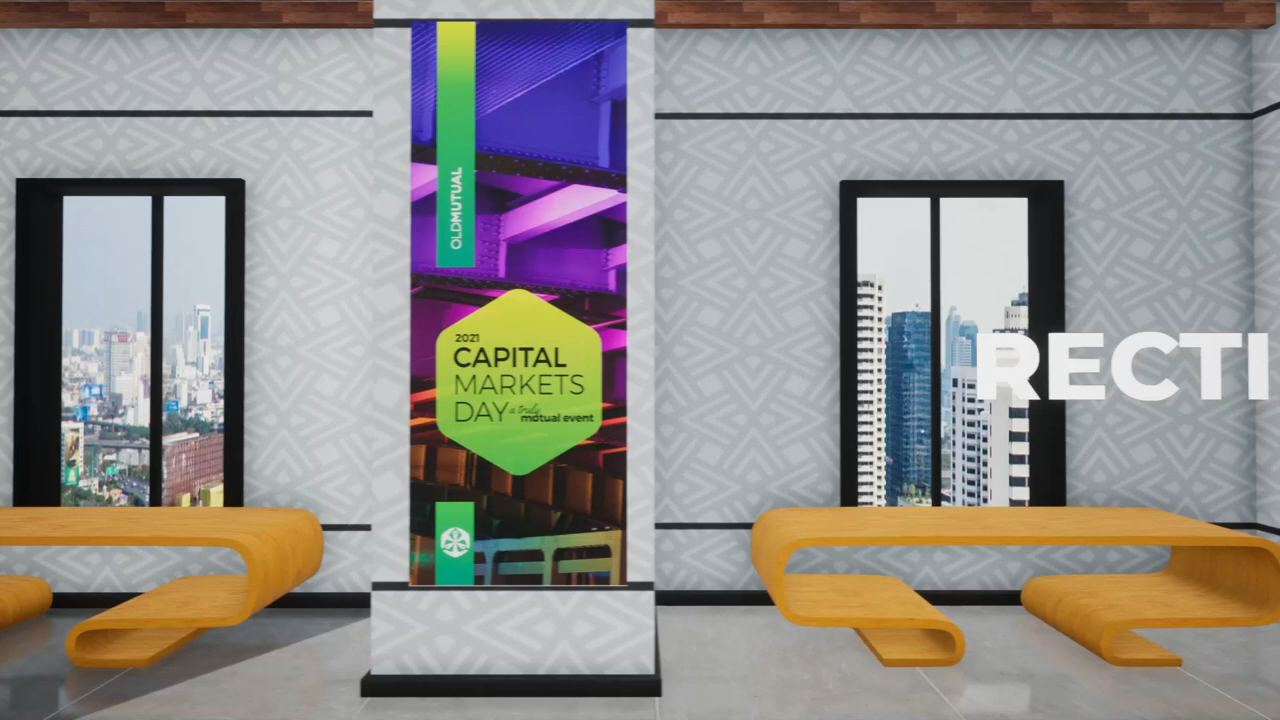 OLDMUTUAL
2021
CAPITAL
MARKETS
DAY a truly
mutual event
RECTI